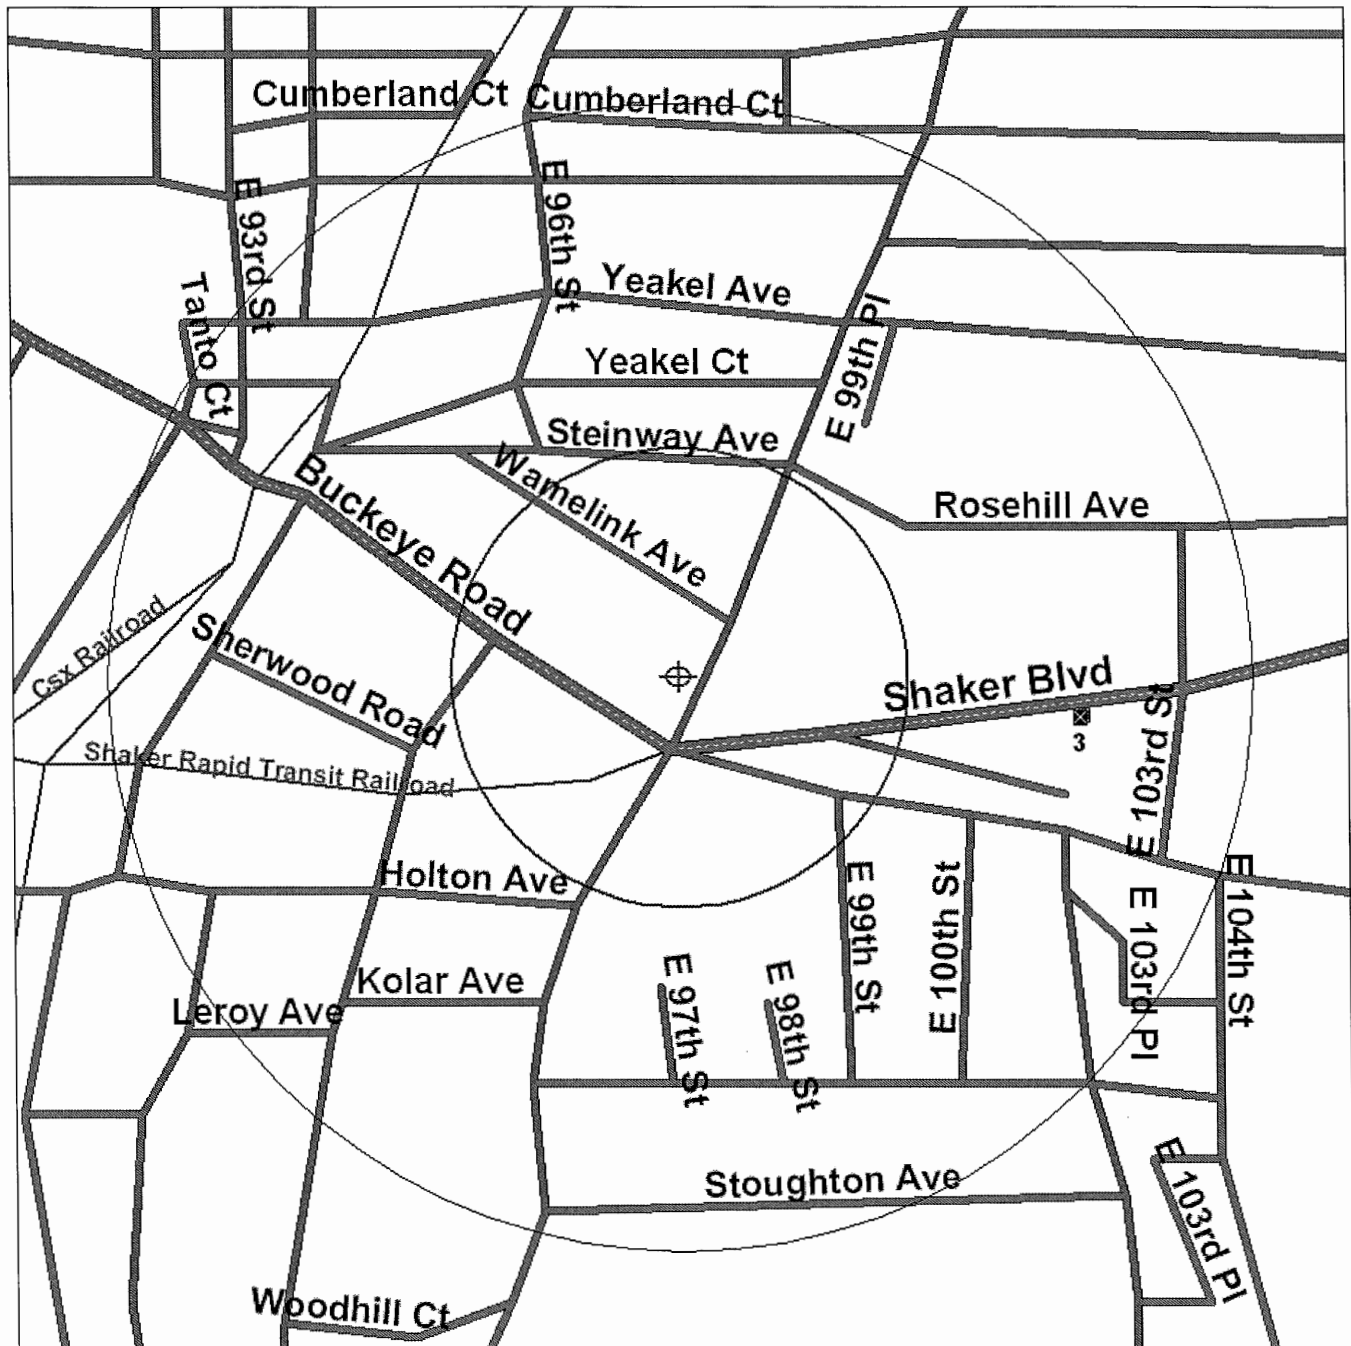 Cumberland Ct
Cumberland Ct
E 96th St
E 93rd St
Yeakel Ave
Tanto Ct
E 99th Pl
Yeakel Ct
Steinway Ave
Wamelink Ave
Buckeye Road
Rosehill Ave
Csx Railroad
Sherwood Road
Shaker Blvd
3
E 103rd St
Shaker Rapid Transit Railroad
Holton Ave
E 99th St
E 100th St
E 103rd Pl
E 104th St
Kolar Ave
Leroy Ave
E 97th St
E 98th St
Stoughton Ave
E 103rd Pl
Woodhill Ct